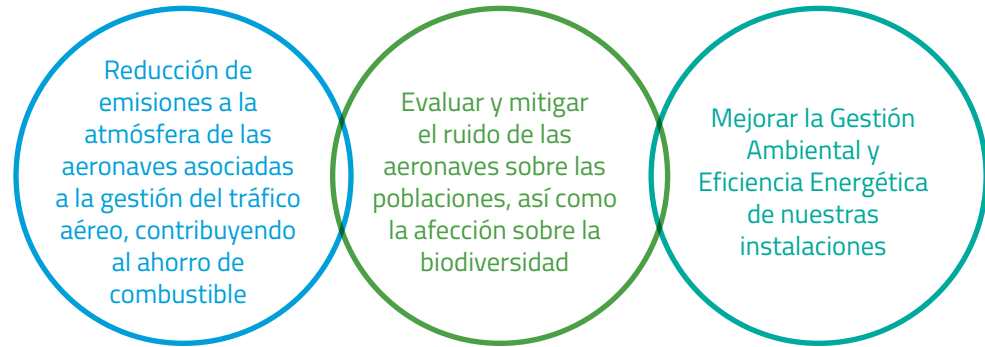 Reducción de
emisiones a la
atmósfera de las
aeronaves asociadas
a la gestión del tráfico
aéreo, contribuyendo
al ahorro de
combustible
Evaluar y mitigar
el ruido de las
aeronaves sobre las
poblaciones, así como
la afección sobre la
biodiversidad
Mejorar la Gestión
Ambiental y
Eficiencia Energética
de nuestras
instalaciones